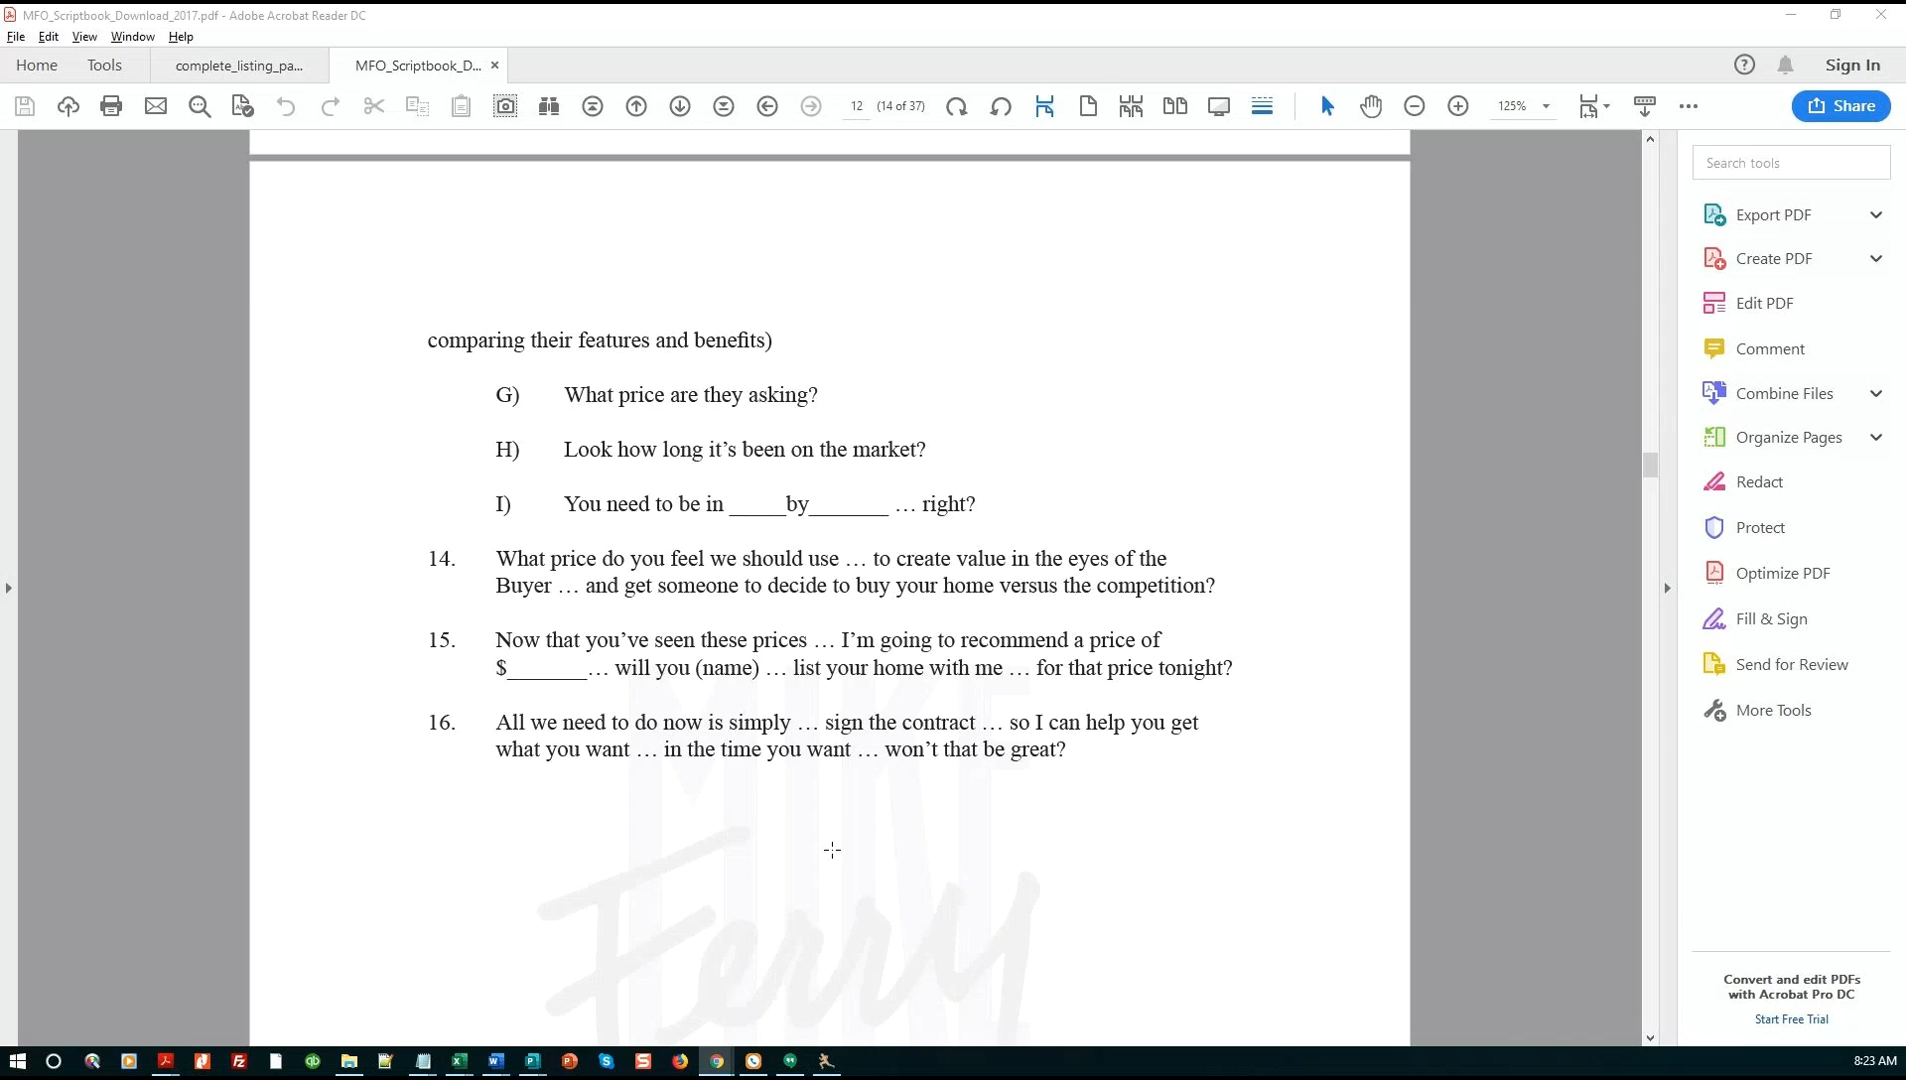 MFO_Scriptbook_Download_2017.pdf - Adobe Acrobat Reader DC
File Edit View Window Help
Home Tools complete_listing_pa... MFO_Scriptbook_D... × Sign In
12 (14 of 37) 125% Share
Search tools
Export PDF
Create PDF
Edit PDF
Comment
Combine Files
Organize Pages
Redact
Protect
Optimize PDF
Fill & Sign
Send for Review
More Tools
Convert and edit PDFs
with Acrobat Pro DC
Start Free Trial
comparing their features and benefits)
G) What price are they asking?
H) Look how long it’s been on the market?
I) You need to be in _____by_______ … right?
14. What price do you feel we should use … to create value in the eyes of the
Buyer … and get someone to decide to buy your home versus the competition?
15. Now that you’ve seen these prices … I’m going to recommend a price of
$_______… will you (name) … list your home with me … for that price tonight?
16. All we need to do now is simply … sign the contract … so I can help you get
what you want … in the time you want … won’t that be great?
MIKE
Ferry
8:23 AM